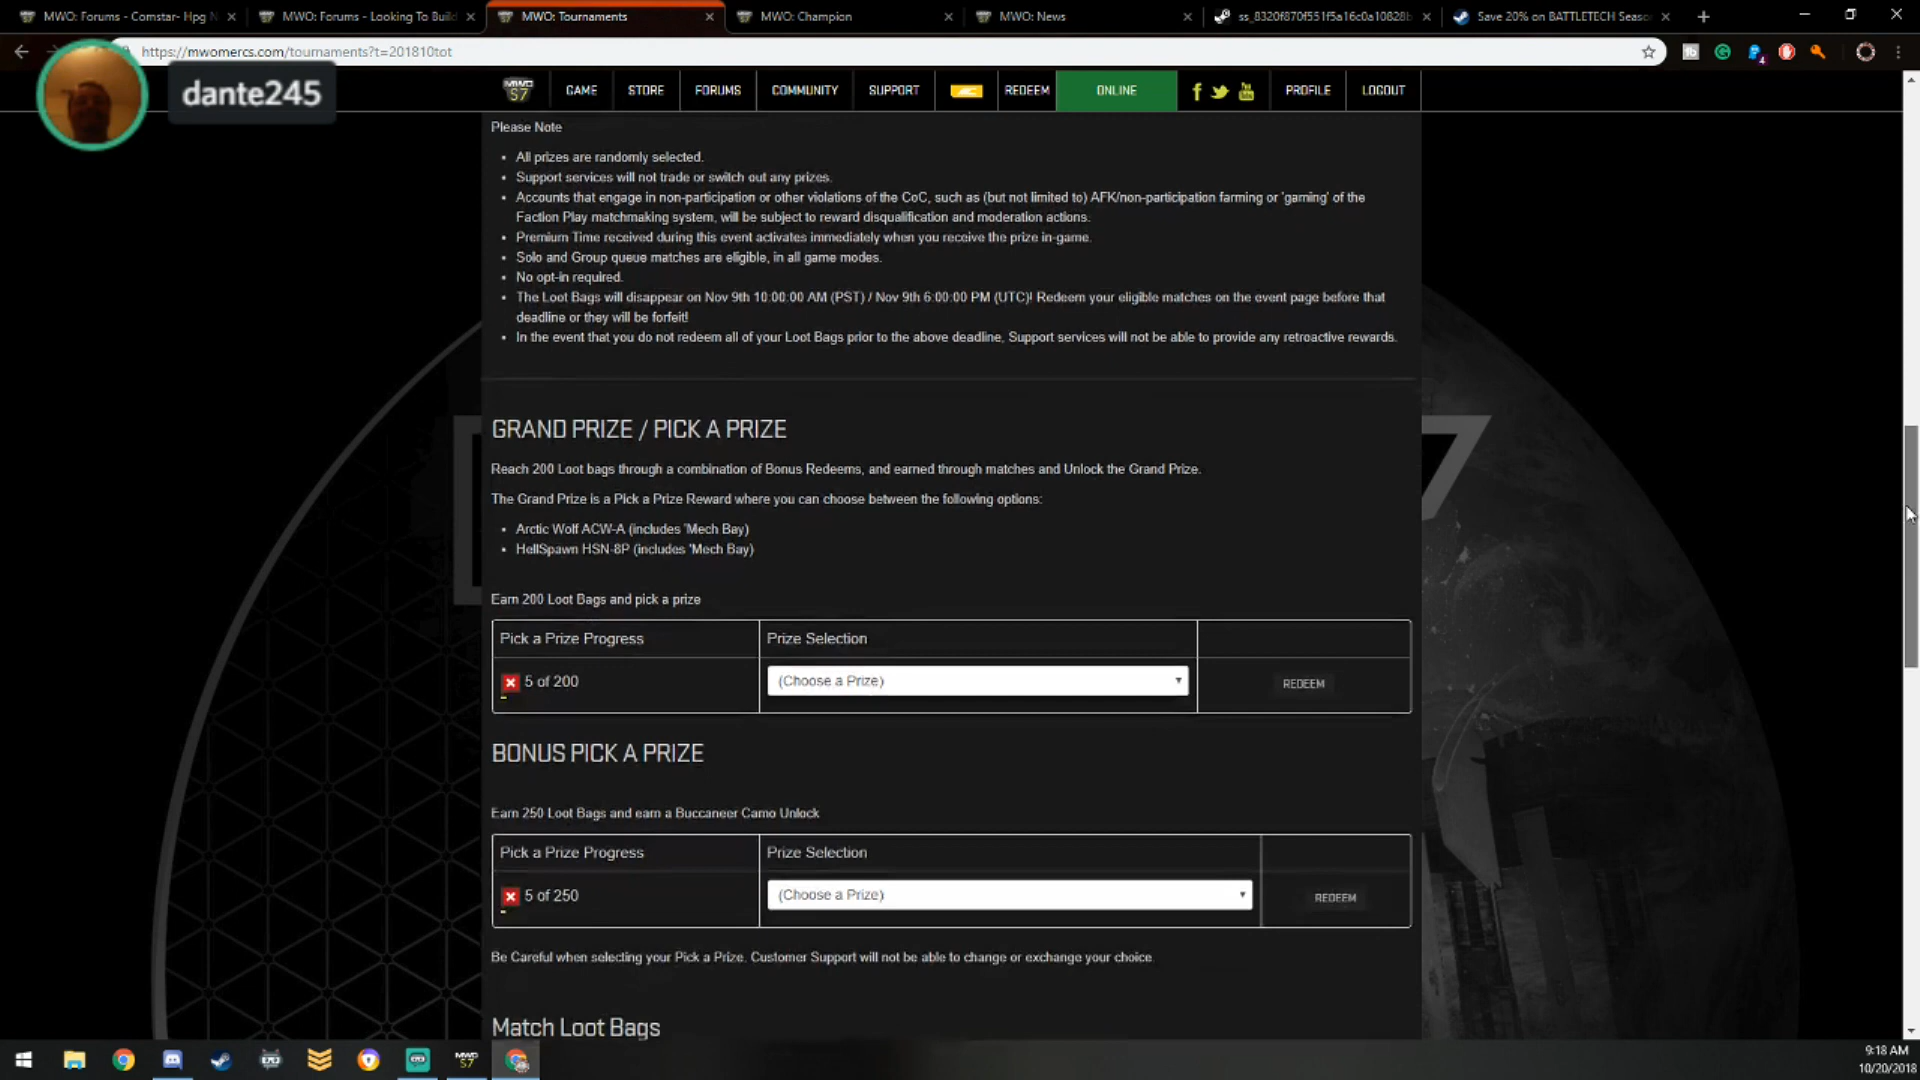 MWO: Forums - Comstar- Hpg N
MWO: Forums - Looking To Build
MWO: Tournaments
MWO: Champion
MWO: News
ss_8320f870f551f5a16c0a10828b
Save 20% on BATTLETECH Seaso
https://mwomercs.com/tournaments?t=201810tot
4
dante245
MWO
S7
GAME
STORE
FORUMS
COMMUNITY
SUPPORT
REDEEM
ONLINE
PROFILE
LOGOUT
Please Note
• All prizes are randomly selected.
• Support services will not trade or switch out any prizes.
• Accounts that engage in non-participation or other violations of the CoC, such as (but not limited to) AFK/non-participation farming or 'gaming' of the
Faction Play matchmaking system, will be subject to reward disqualification and moderation actions.
• Premium Time received during this event activates immediately when you receive the prize in-game.
• Solo and Group queue matches are eligible, in all game modes.
• No opt-in required.
• The Loot Bags will disappear on Nov 9th 10:00:00 AM (PST) / Nov 9th 6:00:00 PM (UTC)! Redeem your eligible matches on the event page before that
deadline or they will be forfeit!
• In the event that you do not redeem all of your Loot Bags prior to the above deadline, Support services will not be able to provide any retroactive rewards.
GRAND PRIZE / PICK A PRIZE
Reach 200 Loot bags through a combination of Bonus Redeems, and earned through matches and Unlock the Grand Prize.
The Grand Prize is a Pick a Prize Reward where you can choose between the following options:
• Arctic Wolf ACW-A (includes 'Mech Bay)
• HellSpawn HSN-8P (includes 'Mech Bay)
Earn 200 Loot Bags and pick a prize
Pick a Prize Progress
Prize Selection
5 of 200
(Choose a Prize)
REDEEM
BONUS PICK A PRIZE
Earn 250 Loot Bags and earn a Buccaneer Camo Unlock
Pick a Prize Progress
Prize Selection
5 of 250
(Choose a Prize)
REDEEM
Be Careful when selecting your Pick a Prize. Customer Support will not be able to change or exchange your choice.
Match Loot Bags
MWO
S7
9:18 AM
10/20/2018